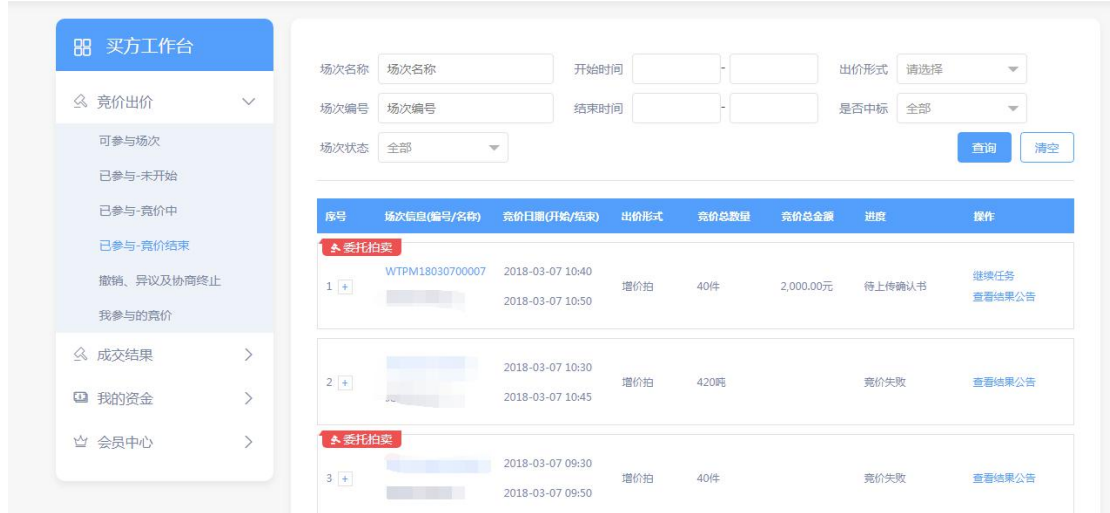 买方工作台
竞价出价
可参与场次
已参与-未开始
已参与-竞价中
已参与-竞价结束
撤销、异议及协商终止
我参与的竞价
成交结果
我的资金
会员中心
场次名称 场次名称 开始时间 - 出价形式 请选择
场次编号 场次编号 结束时间 - 是否中标 全部
场次状态 全部 查询 清空
序号 场次信息(编号/名称) 竞价日期(开始/结束) 出价形式 竞价总数量 竞价总金额 进度 操作
委托拍卖
WTPM18030700007 2018-03-07 10:40 继续任务
1 + 增价拍 40件 2,000.00元 待上传确认书
2018-03-07 10:50 查看结果公告
2018-03-07 10:30
2 + 增价拍 420吨 竞价失败 查看结果公告
2018-03-07 10:45
委托拍卖
2018-03-07 09:30
3 + 增价拍 40件 竞价失败 查看结果公告
2018-03-07 09:50